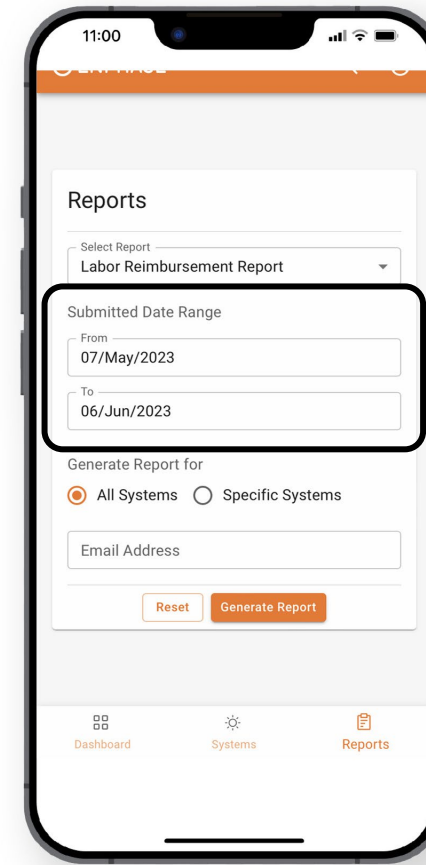 11:00
Reports
Select Report
Labor Reimbursement Report
Submitted Date Range
From
07/May/2023
To
06/Jun/2023
Generate Report for
All Systems Specific Systems
Email Address
Reset Generate Report
Dashboard Systems Reports